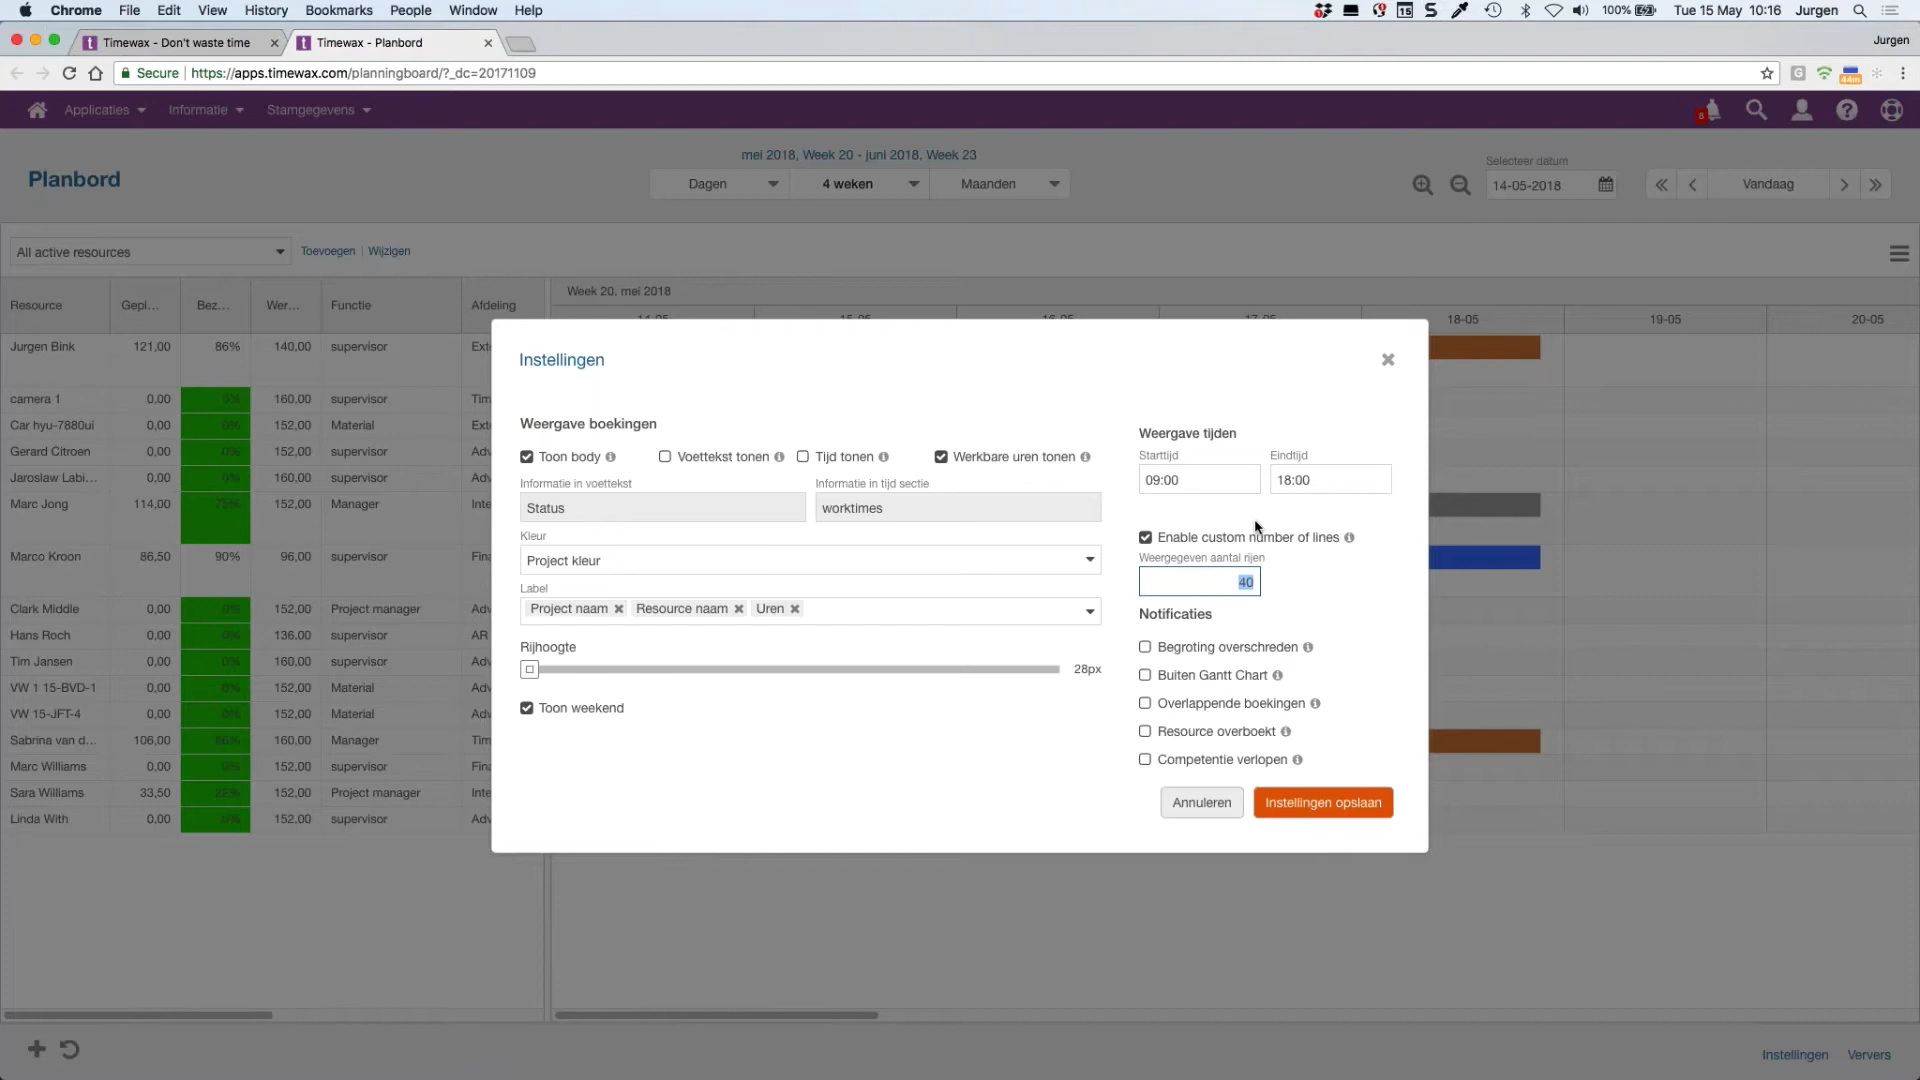 Chrome File Edit View History Bookmarks People Window Help 15 100% Tue 15 May 10:16 Jurgen
Timewax - Don't waste time Timewax - Planbord Jurgen
Secure https://apps.timewax.com/planningboard/?_dc=20171109 G 44m
Applicaties Informatie Stamgegevens 8
Planbord
mei 2018, Week 20 - juni 2018, Week 23
Dagen 4 weken Maanden
Selecteer datum
14-05-2018
Vandaag
All active resources Toevoegen Wijzigen
Resource Gepl... Bez... Wer... Functie Afdeling
Week 20, mei 2018
14-05 15-05 16-05 17-05 18-05 19-05 20-05
Jurgen Bink 121,00 86% 140,00 supervisor Exte
camera 1 0,00 0% 160,00 supervisor Tim
Car hyu-7880ui 0,00 0% 152,00 Material Exte
Gerard Citroen 0,00 0% 152,00 supervisor Adv
Jaroslaw Labi... 0,00 0% 160,00 supervisor Adv
Marc Jong 114,00 75% 152,00 Manager Inte
Marco Kroon 86,50 90% 96,00 supervisor Fina
Clark Middle 0,00 0% 152,00 Project manager Adv
Hans Roch 0,00 0% 136,00 supervisor AR
Tim Jansen 0,00 0% 160,00 supervisor Adv
VW 1 15-BVD-1 0,00 0% 152,00 Material Adv
VW 15-JFT-4 0,00 0% 152,00 Material Adv
Sabrina van d... 106,00 66% 160,00 Manager Tim
Marc Williams 0,00 0% 152,00 supervisor Fina
Sara Williams 33,50 22% 152,00 Project manager Inte
Linda With 0,00 0% 152,00 supervisor Adv
Instellingen
Weergave boekingen
Toon body Voettekst tonen Tijd tonen Werkbare uren tonen
Informatie in voettekst Informatie in tijd sectie
Status worktimes
Kleur
Project kleur
Label
Project naam Resource naam Uren
Rijhoogte
28px
Toon weekend
Weergave tijden
Starttijd Eindtijd
09:00 18:00
Enable custom number of lines
Weergegeven aantal rijen
40
Notificaties
Begroting overschreden
Buiten Gantt Chart
Overlappende boekingen
Resource overboekt
Competentie verlopen
Annuleren Instellingen opslaan
Instellingen Ververs